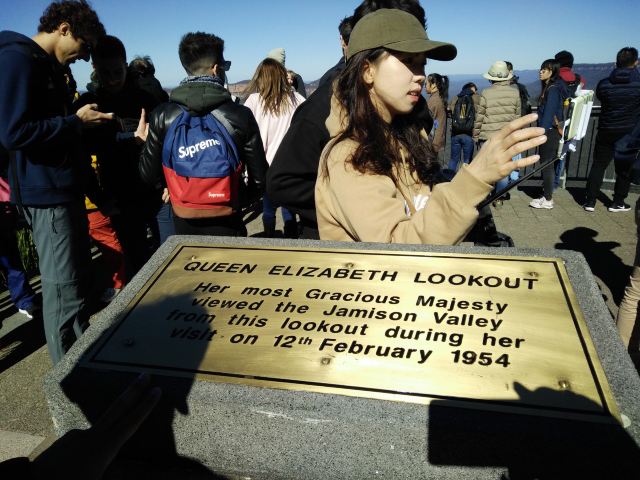 Supreme
Supreme
QUEEN ELIZABETH LOOKOUT
Her most Gracious Majesty
viewed the Jamison Valley
from this lookout during her
visit on 12th February 1954